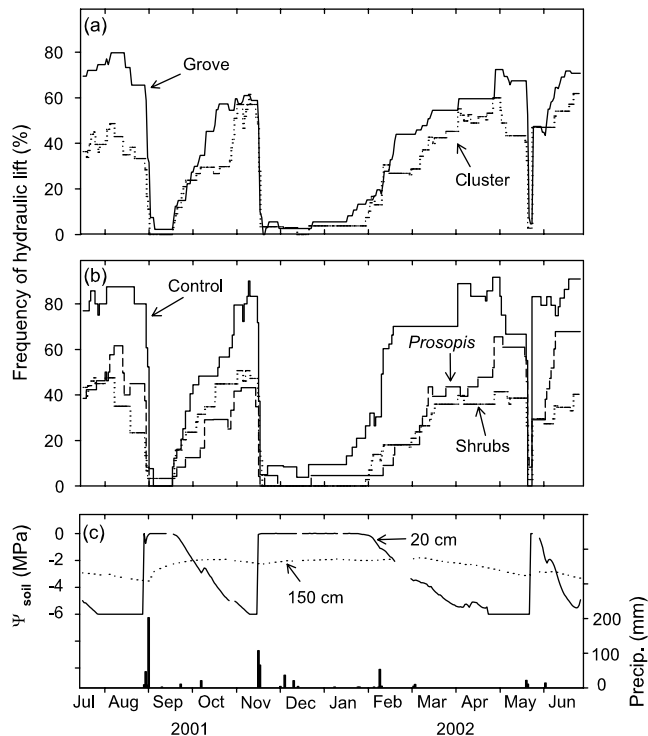 (a)
80
60
40
20
0
Grove
Cluster
Frequency of hydraulic lift (%)
(b)
80
60
40
20
0
Control
Prosopis
Shrubs
(c)
0
-2
-4
-6
Ψ soil (MPa)
20 cm
150 cm
200
100
0
Precip. (mm)
Jul Aug Sep Oct Nov Dec Jan Feb Mar Apr May Jun
2001 2002